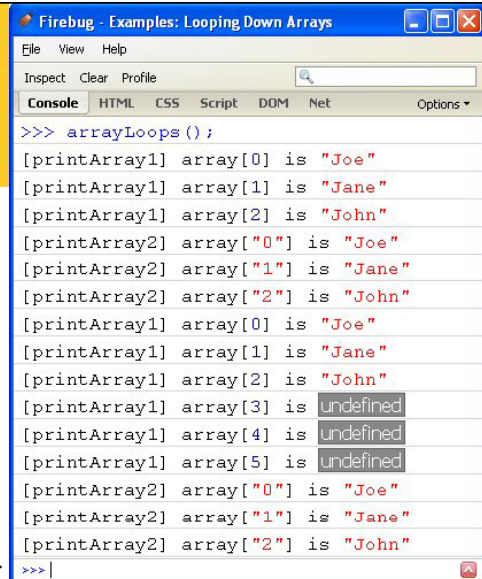 Firebug - Examples: Looping Down Arrays
File View Help
Inspect Clear Profile
Console HTML CSS Script DOM Net Options
>>> arrayLoops();
[printArray1] array[0] is "Joe"
[printArray1] array[1] is "Jane"
[printArray1] array[2] is "John"
[printArray2] array["0"] is "Joe"
[printArray2] array["1"] is "Jane"
[printArray2] array["2"] is "John"
[printArray1] array[0] is "Joe"
[printArray1] array[1] is "Jane"
[printArray1] array[2] is "John"
[printArray1] array[3] is undefined
[printArray1] array[4] is undefined
[printArray1] array[5] is undefined
[printArray2] array["0"] is "Joe"
[printArray2] array["1"] is "Jane"
[printArray2] array["2"] is "John"
>>>